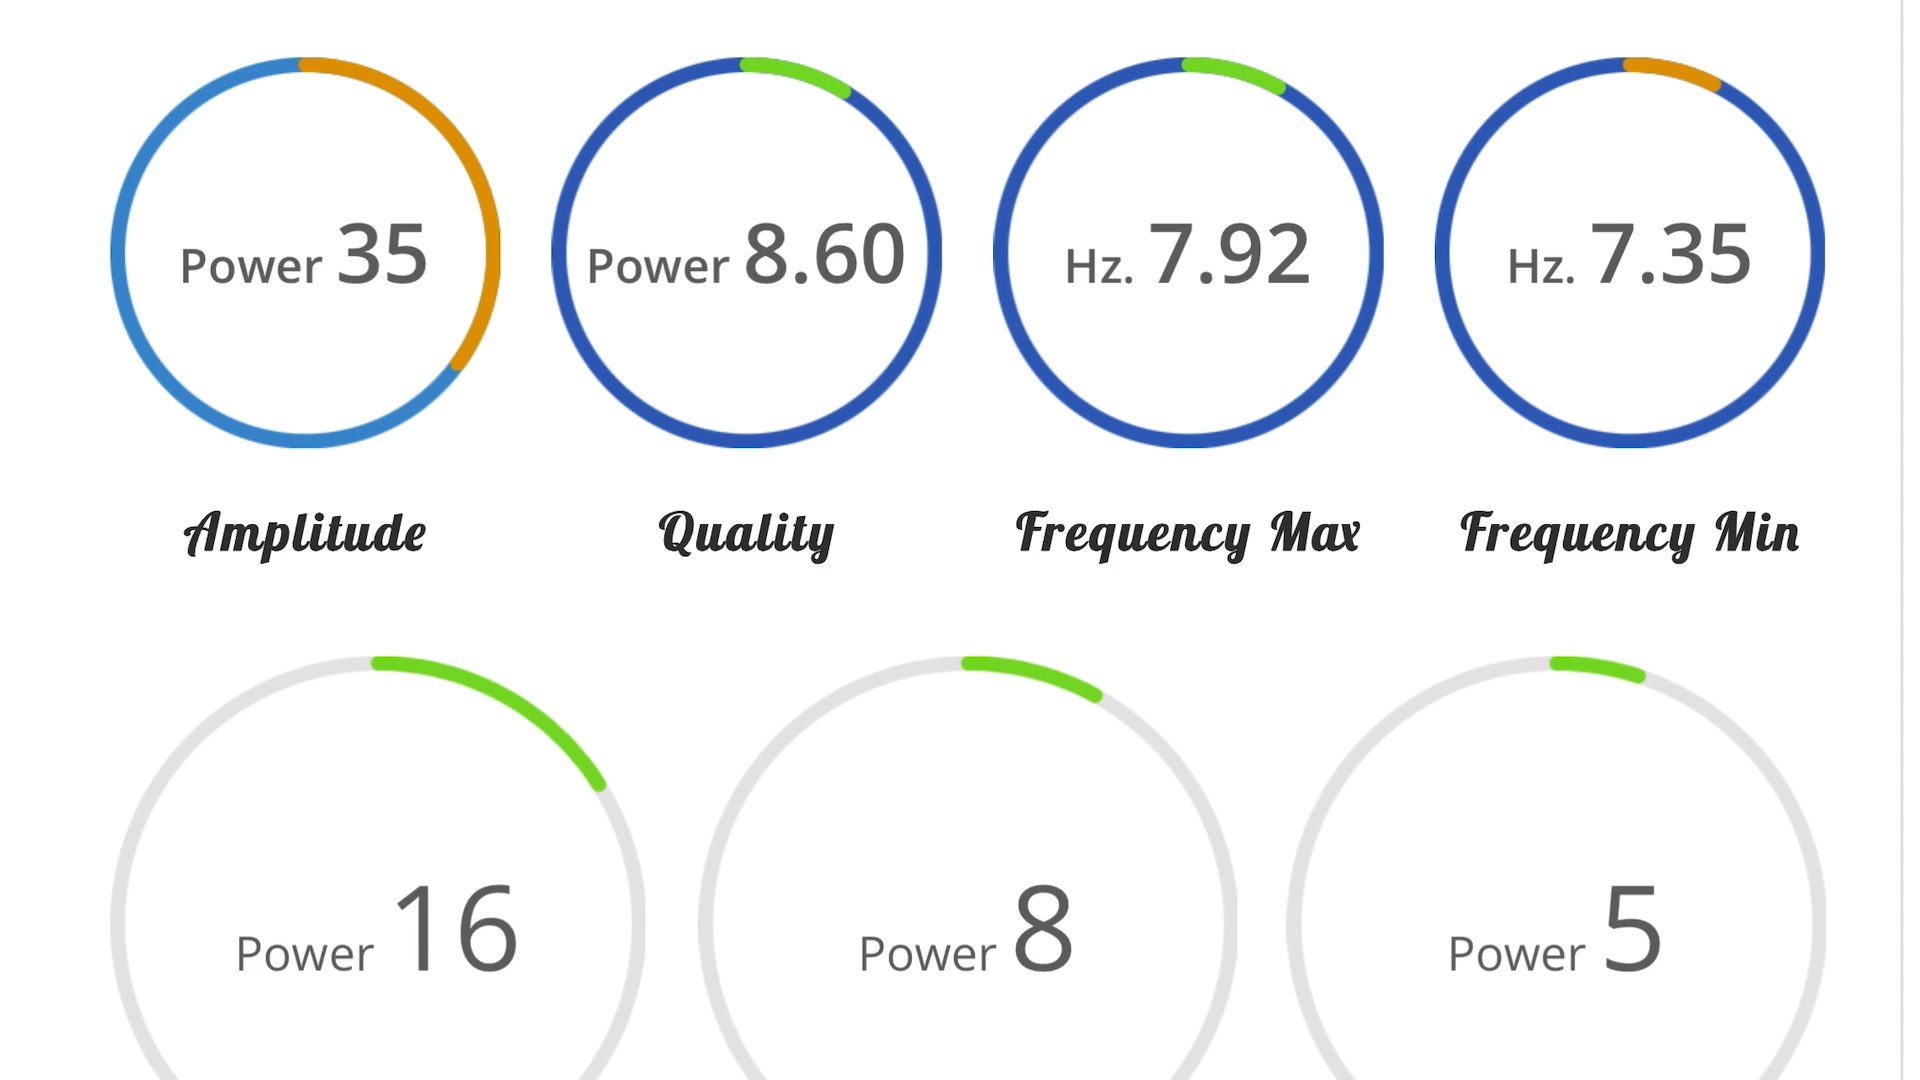 Power 35
Power 8.60
Hz. 7.92
Hz. 7.35
Amplitude
Quality
Frequency Max
Frequency Min
Power 16
Power 8
Power 5